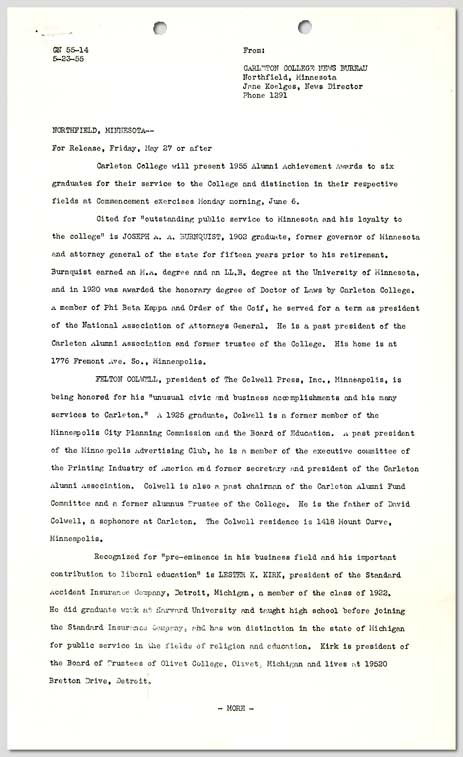 GN 55-14
5-23-55
From:
CARLETON COLLEGE NEWS BUREAU
Northfield, Minnesota
Jane Koelges, News Director
Phone 1291
NORTHFIELD, MINNESOTA--
For Release, Friday, May 27 or after
Carleton College will present 1955 Alumni Achievement Awards to six
graduates for their service to the College and distinction in their respective
fields at Commencement exercises Monday morning, June 6.
Cited for "outstanding public service to Minnesota and his loyalty to
the college" is JOSEPH A. A. BURNQUIST, 1902 graduate, former governor of Minnesota
and attorney general of the state for fifteen years prior to his retirement.
Burnquist earned an M.A. degree and an LL.B. degree at the University of Minnesota,
and in 1920 was awarded the honorary degree of Doctor of Laws by Carleton College.
A member of Phi Beta Kappa and Order of the Coif, he served for a term as president
of the National Association of Attorneys General. He is a past president of the
Carleton Alumni Association and former trustee of the College. His home is at
1776 Fremont Ave. So., Minneapolis.
FELTON COLWELL, president of The Colwell Press, Inc., Minneapolis, is
being honored for his "unusual civic and business accomplishments and his many
services to Carleton." A 1925 graduate, Colwell is a former member of the
Minneapolis City Planning Commission and the Board of Education. A past president
of the Minneapolis Advertising Club, he is a member of the executive committee of
the Printing Industry of America and former secretary and president of the Carleton
Alumni Association. Colwell is also a past chairman of the Carleton Alumni Fund
Committee and a former alumnus Trustee of the College. He is the father of David
Colwell, a sophomore at Carleton. The Colwell residence is 1418 Mount Curve,
Minneapolis.
Recognized for "pre-eminence in his business field and his important
contribution to liberal education" is LESTER K. KIRK, president of the Standard
Accident Insurance Company, Detroit, Michigan, a member of the class of 1922.
He did graduate work at Harvard University and taught high school before joining
the Standard Insurance Company, and has won distinction in the state of Michigan
for public service in the fields of religion and education. Kirk is president of
the Board of Trustees of Olivet College, Olivet, Michigan and lives at 19520
Bretton Drive, Detroit.
- MORE -